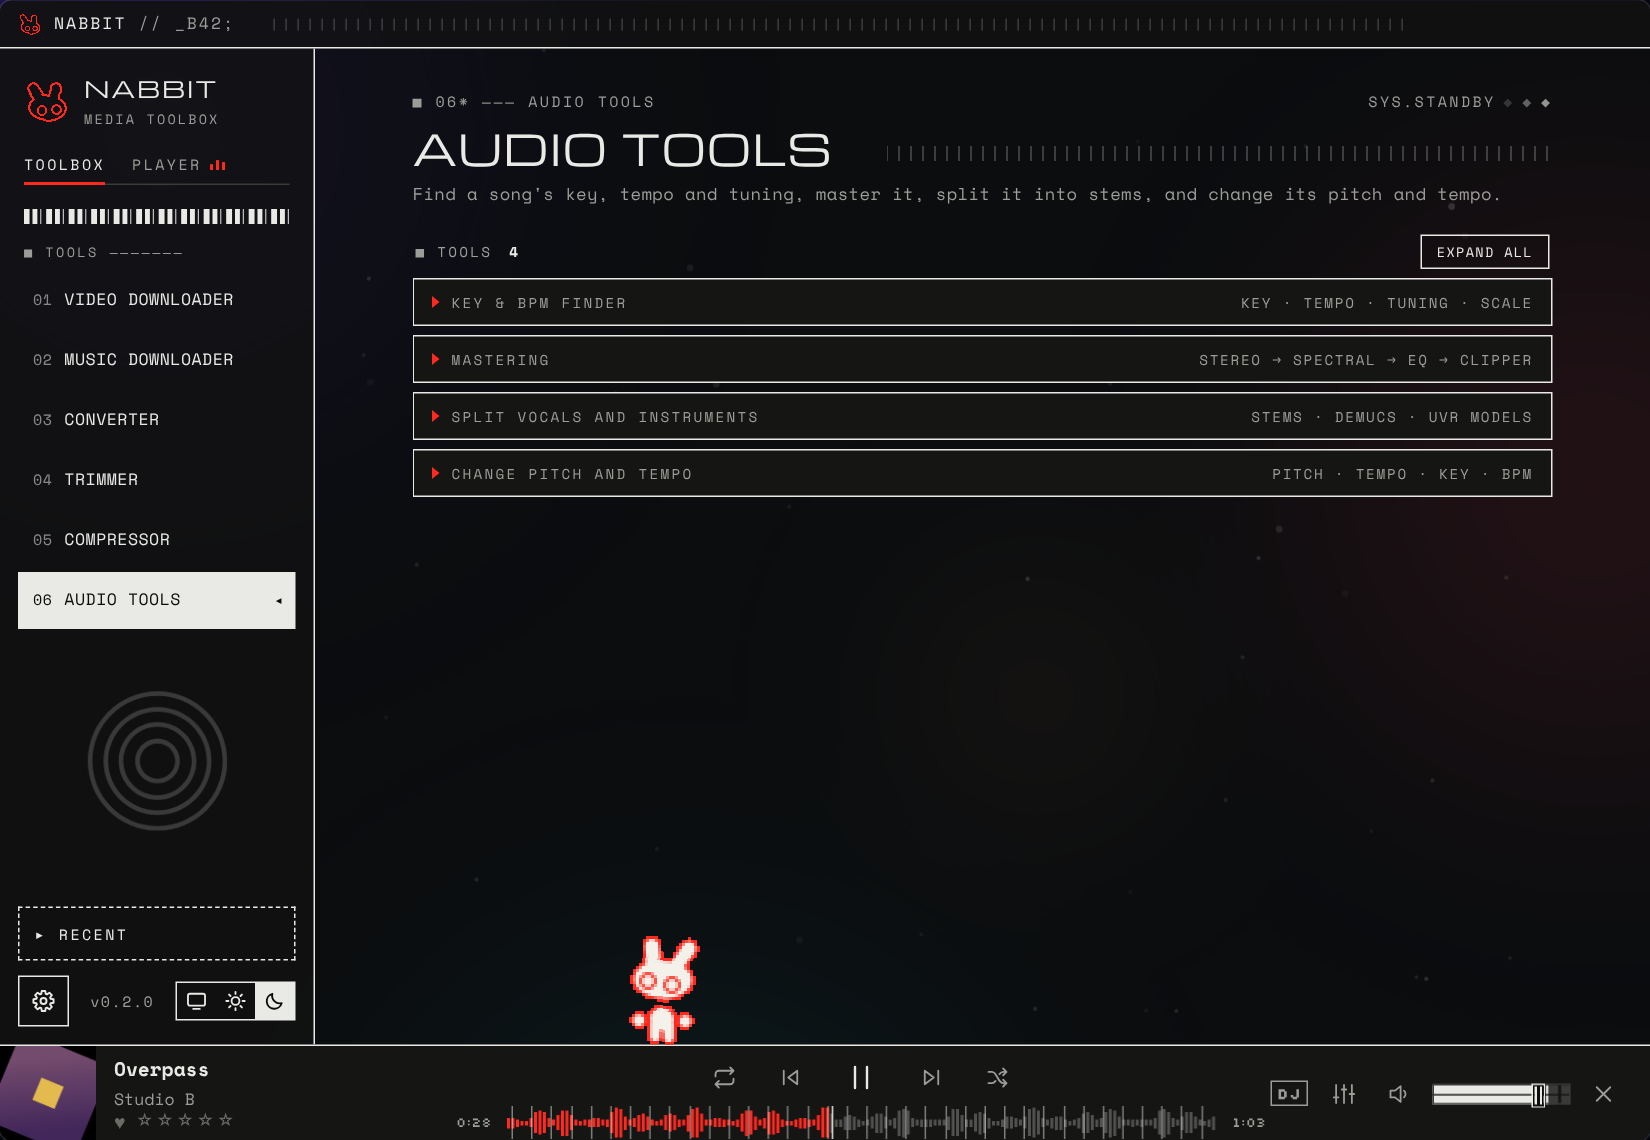 NABBIT // _B42;
NABBIT
MEDIA TOOLBOX
TOOLBOX PLAYER
■ TOOLS ———————
01 VIDEO DOWNLOADER
02 MUSIC DOWNLOADER
03 CONVERTER
04 TRIMMER
05 COMPRESSOR
06 AUDIO TOOLS ◂
▸ RECENT
v0.2.0
■ 06* ——— AUDIO TOOLS
SYS.STANDBY ◆ ◆ ◆
AUDIO TOOLS
Find a song's key, tempo and tuning, master it, split it into stems, and change its pitch and tempo.
■ TOOLS 4
EXPAND ALL
KEY & BPM FINDER KEY · TEMPO · TUNING · SCALE
MASTERING STEREO → SPECTRAL → EQ → CLIPPER
SPLIT VOCALS AND INSTRUMENTS STEMS · DEMUCS · UVR MODELS
CHANGE PITCH AND TEMPO PITCH · TEMPO · KEY · BPM
Overpass
Studio B
♥ ☆ ☆ ☆ ☆ ☆
0:28
1:03
DJ